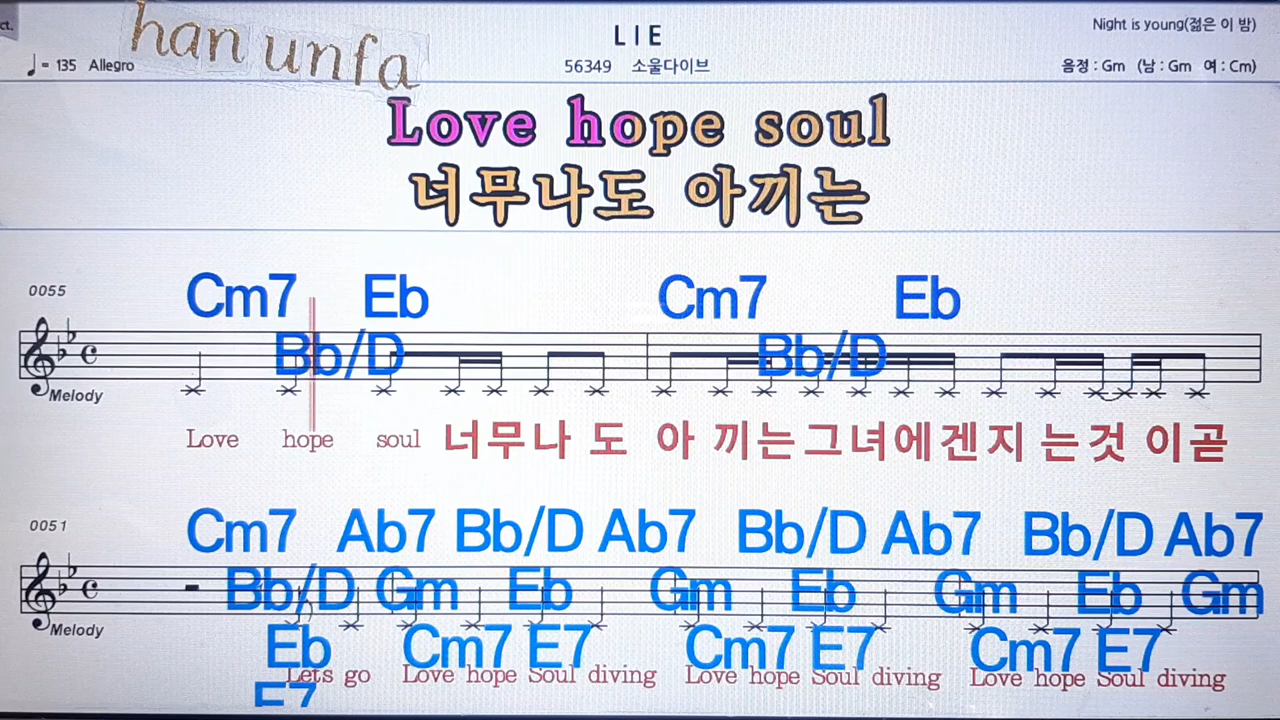 ct.
han unfa
LIE
Night is young(젊은 이 밤)
♩= 135 Allegro
56349 소울다이브
음정 : Gm (남 : Gm 여 : Cm)
Love hope soul
너무나도 아끼는
0055
Cm7 Eb Cm7 Eb
Bb/D Bb/D
Melody
Love hope soul 너무나 도 아 끼는그녀에겐지 는것 이곧
0051
Cm7 Ab7 Bb/D Ab7 Bb/D Ab7 Bb/D Ab7
Bb/D Gm Eb Gm Eb Gm Eb Gm
Melody
Eb Cm7 E7 Cm7 E7 Cm7 E7
Lets go Love hope Soul diving Love hope Soul diving Love hope Soul diving
E7